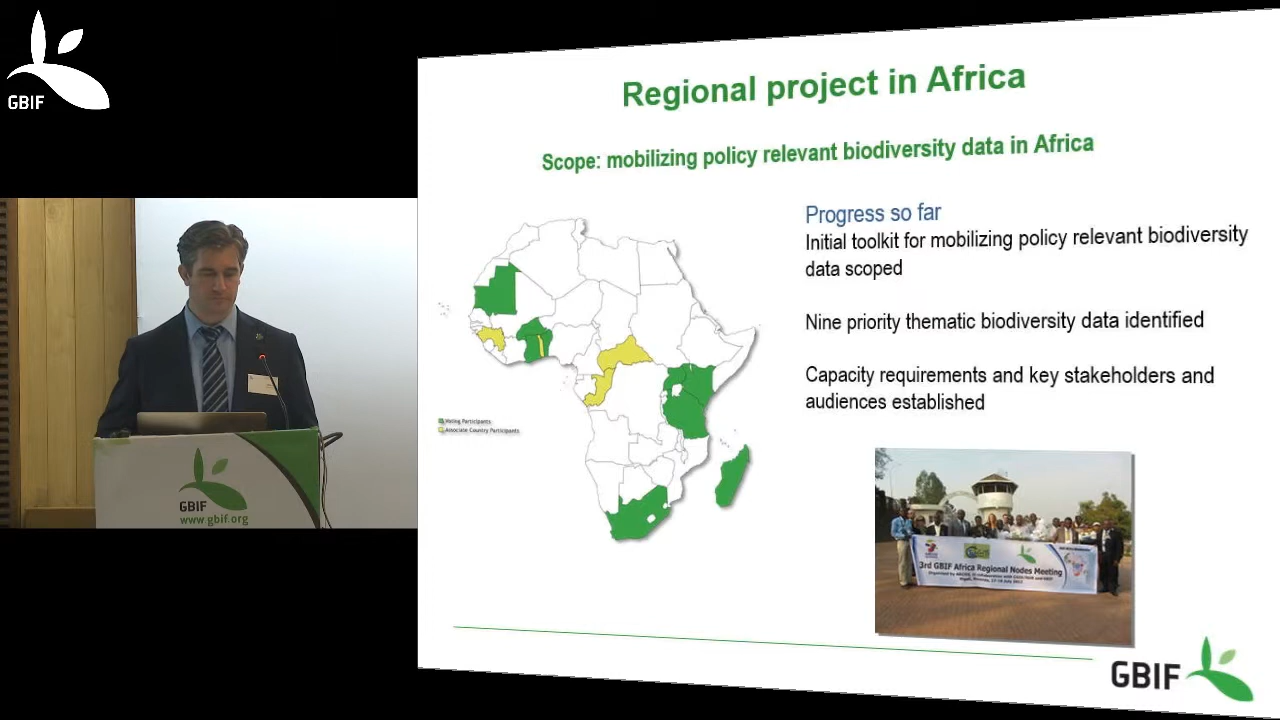 GBIF
Regional project in Africa
Scope: mobilizing policy relevant biodiversity data in Africa
Progress so far
Initial toolkit for mobilizing policy relevant biodiversity
data scoped
Nine priority thematic biodiversity data identified
Capacity requirements and key stakeholders and
audiences established
Voting Participants
Associate Country Participants
3rd GBIF Africa Regional Nodes Meeting
GBIF
www.gbif.org
GBIF